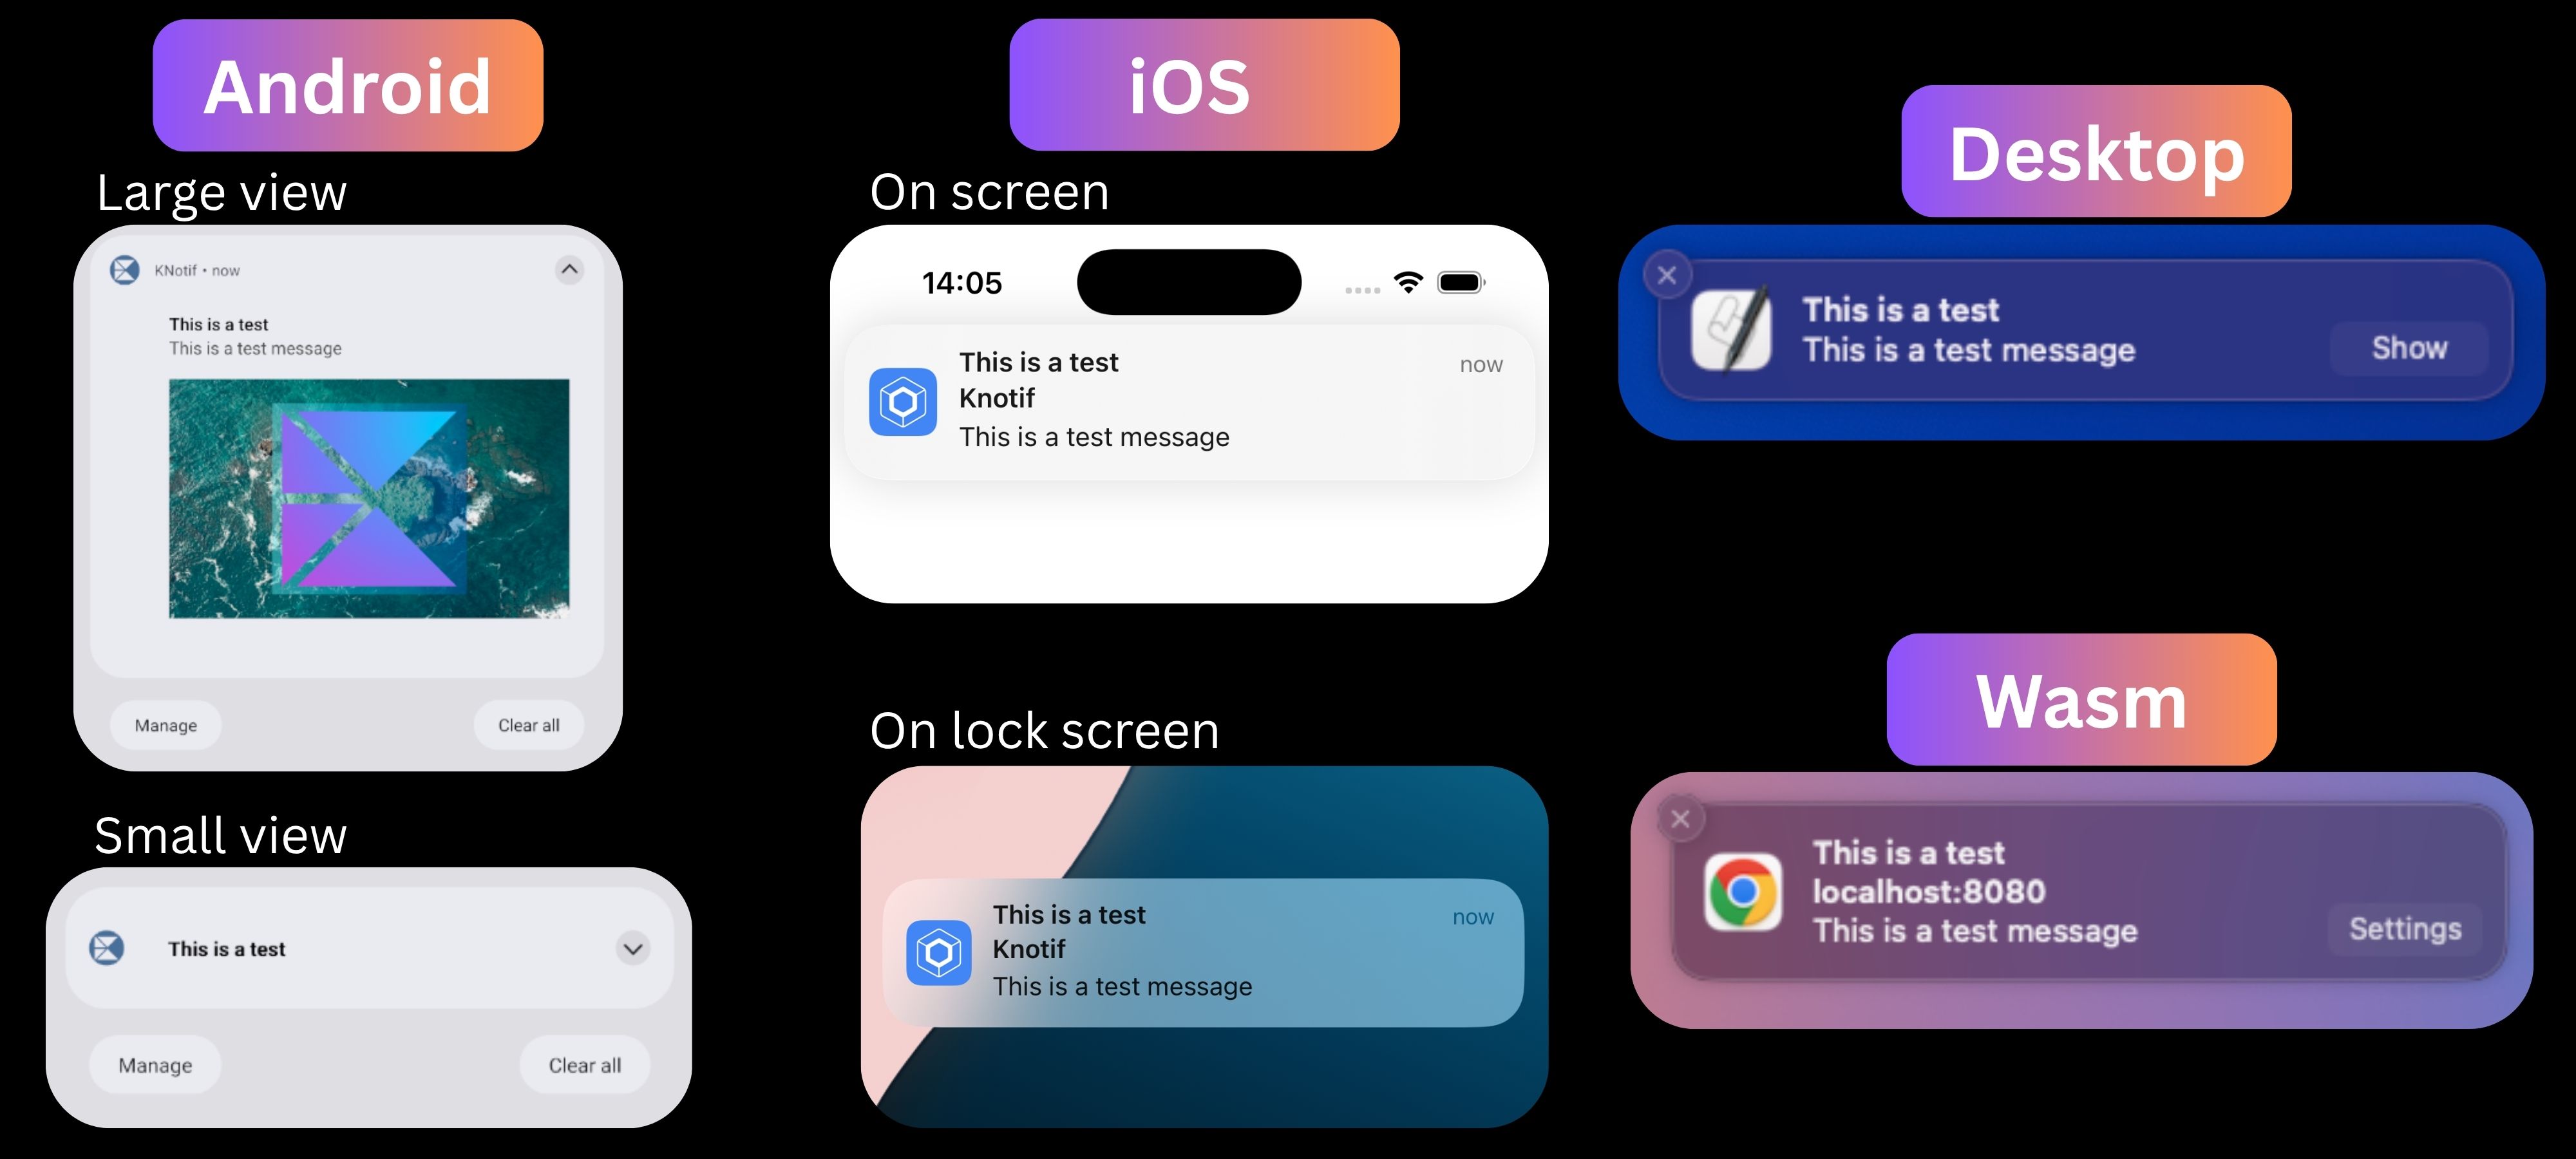 Android
Large view
KNotif • now
This is a test
This is a test message
Manage
Clear all
Small view
This is a test
Manage
Clear all
iOS
On screen
14:05
This is a test
now
Knotif
This is a test message
On lock screen
This is a test
now
Knotif
This is a test message
Desktop
This is a test
This is a test message
Show
Wasm
This is a test
localhost:8080
This is a test message
Settings